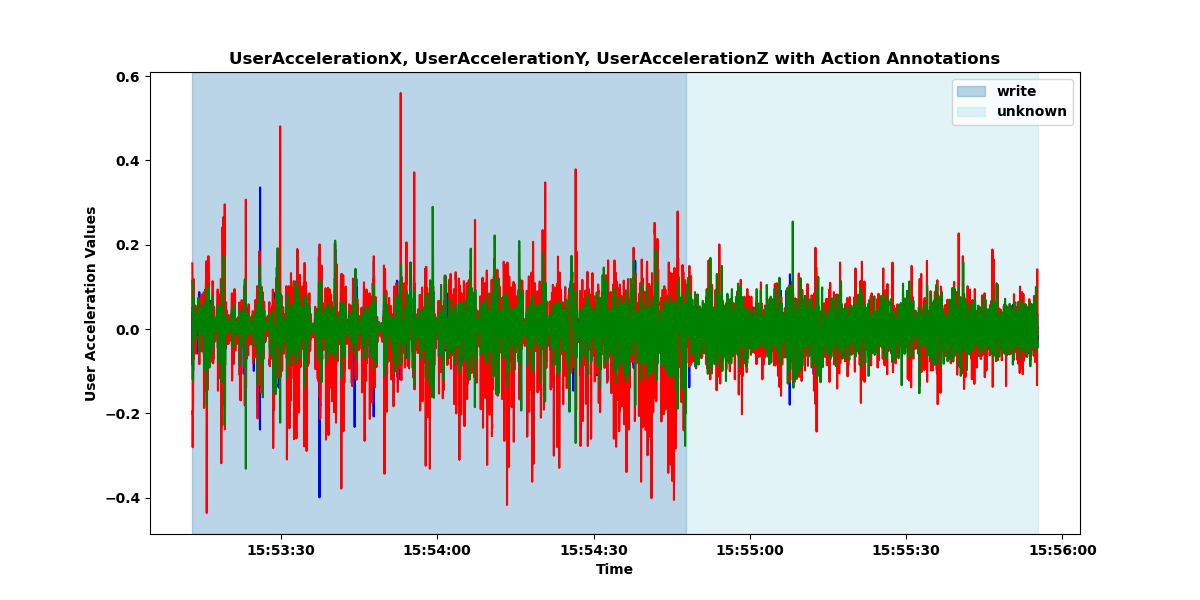 UserAccelerationX, UserAccelerationY, UserAccelerationZ with Action Annotations
write
unknown
User Acceleration Values
0.6
0.4
0.2
0.0
−0.2
−0.4
15:53:30 15:54:00 15:54:30 15:55:00 15:55:30 15:56:00
Time